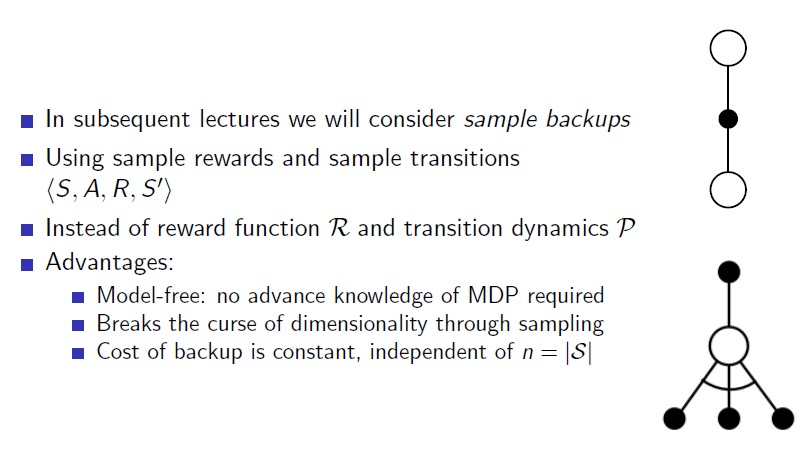 In subsequent lectures we will consider sample backups
Using sample rewards and sample transitions
⟨S, A, R, S′⟩
Instead of reward function 𝓡 and transition dynamics 𝓟
Advantages:
Model-free: no advance knowledge of MDP required
Breaks the curse of dimensionality through sampling
Cost of backup is constant, independent of n = |𝓢|